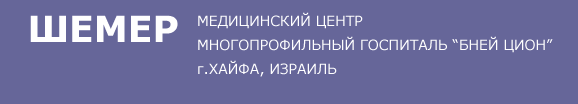 ШЕМЕР
МЕДИЦИНСКИЙ ЦЕНТР
МНОГОПРОФИЛЬНЫЙ ГОСПИТАЛЬ “БНЕЙ ЦИОН”
г.ХАЙФА, ИЗРАИЛЬ